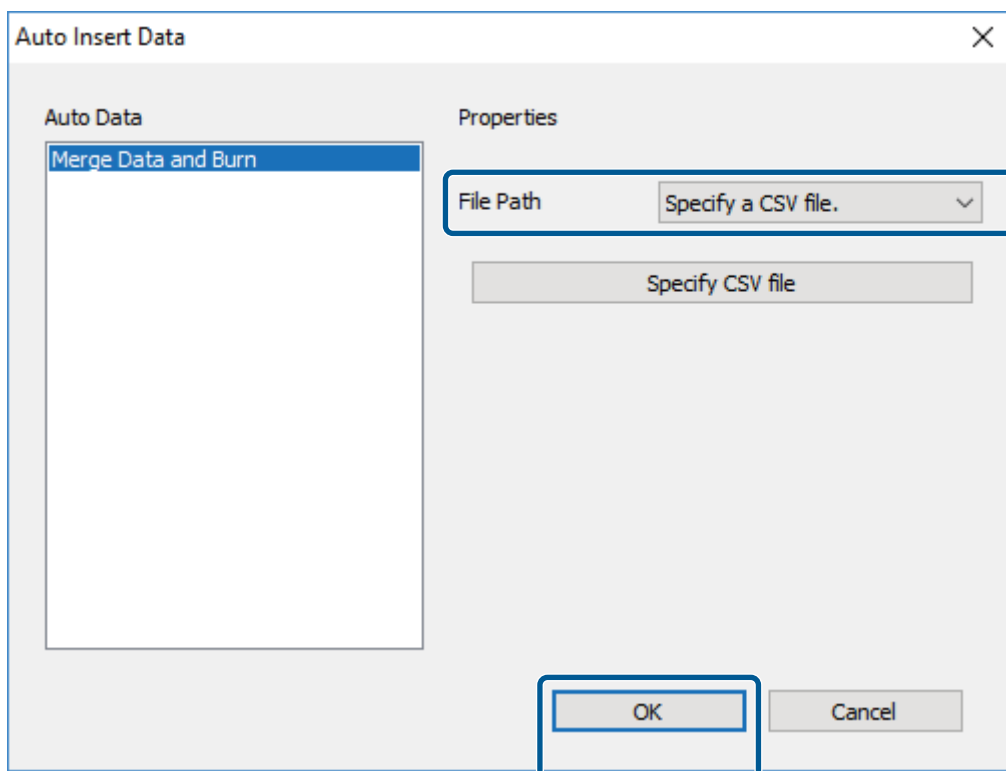 Auto Insert Data
Auto Data
Properties
Merge Data and Burn
File Path
Specify a CSV file.
Specify CSV file
OK
Cancel